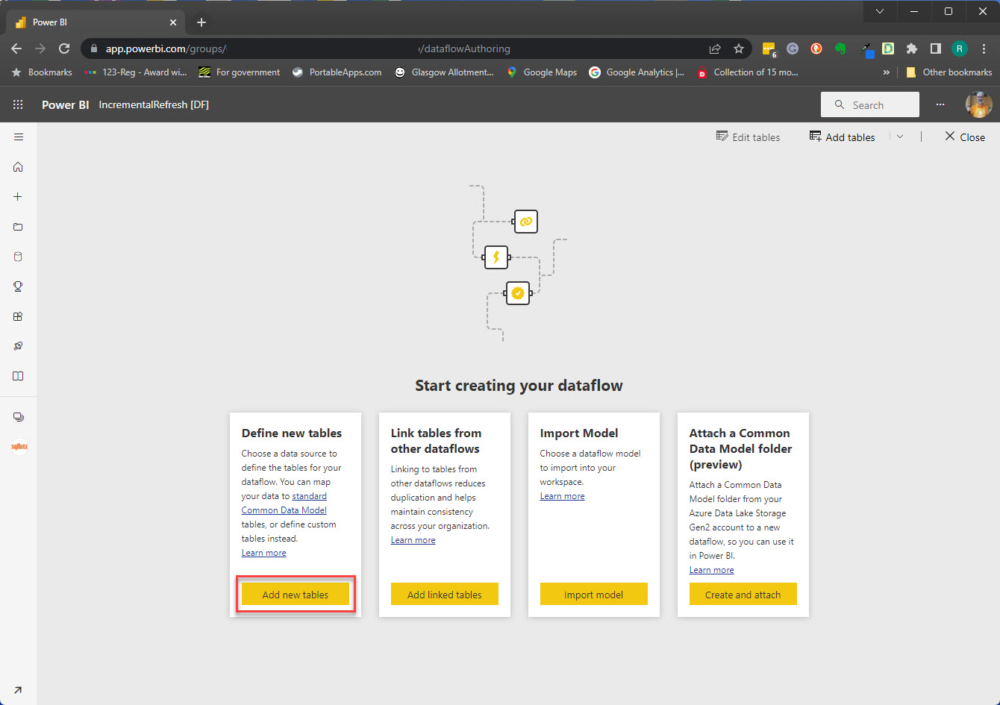 Power BI
app.powerbi.com/groups/ /dataflowAuthoring
6
G
D
R
Bookmarks
123-Reg - Award wi...
For government
PortableApps.com
Glasgow Allotment...
Google Maps
Google Analytics |...
Collection of 15 mo...
»
Other bookmarks
Power BI IncrementalRefresh [DF]
Search
Edit tables
Add tables
Close
sqlbits
Start creating your dataflow
Define new tables
Choose a data source to
define the tables for your
dataflow. You can map
your data to standard
Common Data Model
tables, or define custom
tables instead.
Learn more
Add new tables
Link tables from
other dataflows
Linking to tables from
other dataflows reduces
duplication and helps
maintain consistency
across your organization.
Learn more
Add linked tables
Import Model
Choose a dataflow model
to import into your
workspace.
Learn more
Import model
Attach a Common
Data Model folder
(preview)
Attach a Common Data
Model folder from your
Azure Data Lake Storage
Gen2 account to a new
dataflow, so you can use it
in Power BI.
Learn more
Create and attach